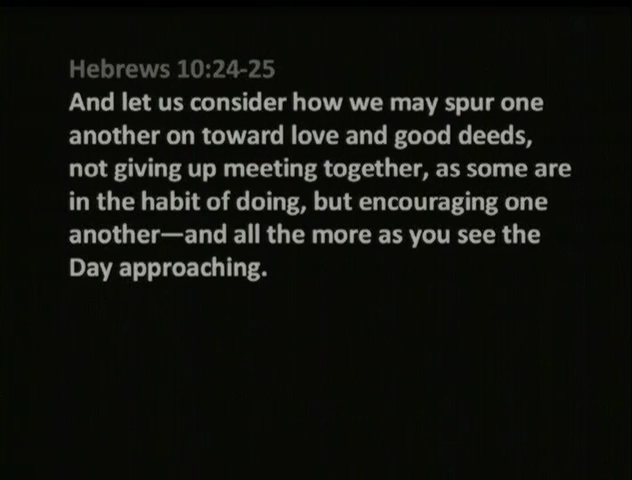 Hebrews 10:24-25
And let us consider how we may spur one
another on toward love and good deeds,
not giving up meeting together, as some are
in the habit of doing, but encouraging one
another—and all the more as you see the
Day approaching.